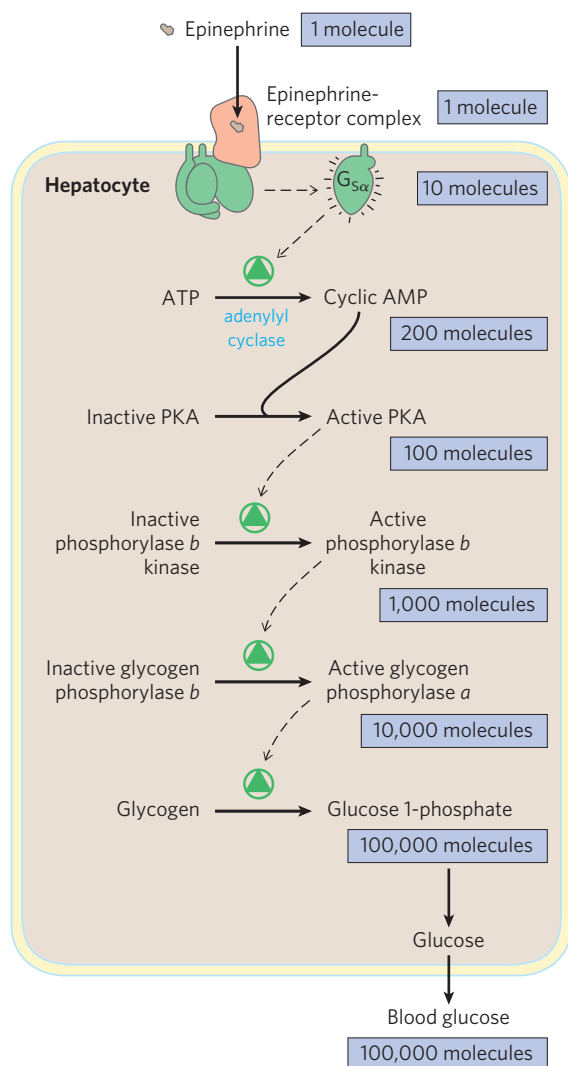 Epinephrine 1 molecule
Epinephrine-
receptor complex
1 molecule
Hepatocyte
GSα
10 molecules
ATP
Cyclic AMP
adenylyl
cyclase
200 molecules
Inactive PKA
Active PKA
100 molecules
Inactive
phosphorylase b
kinase
Active
phosphorylase b
kinase
1,000 molecules
Inactive glycogen
phosphorylase b
Active glycogen
phosphorylase a
10,000 molecules
Glycogen
Glucose 1-phosphate
100,000 molecules
Glucose
Blood glucose
100,000 molecules